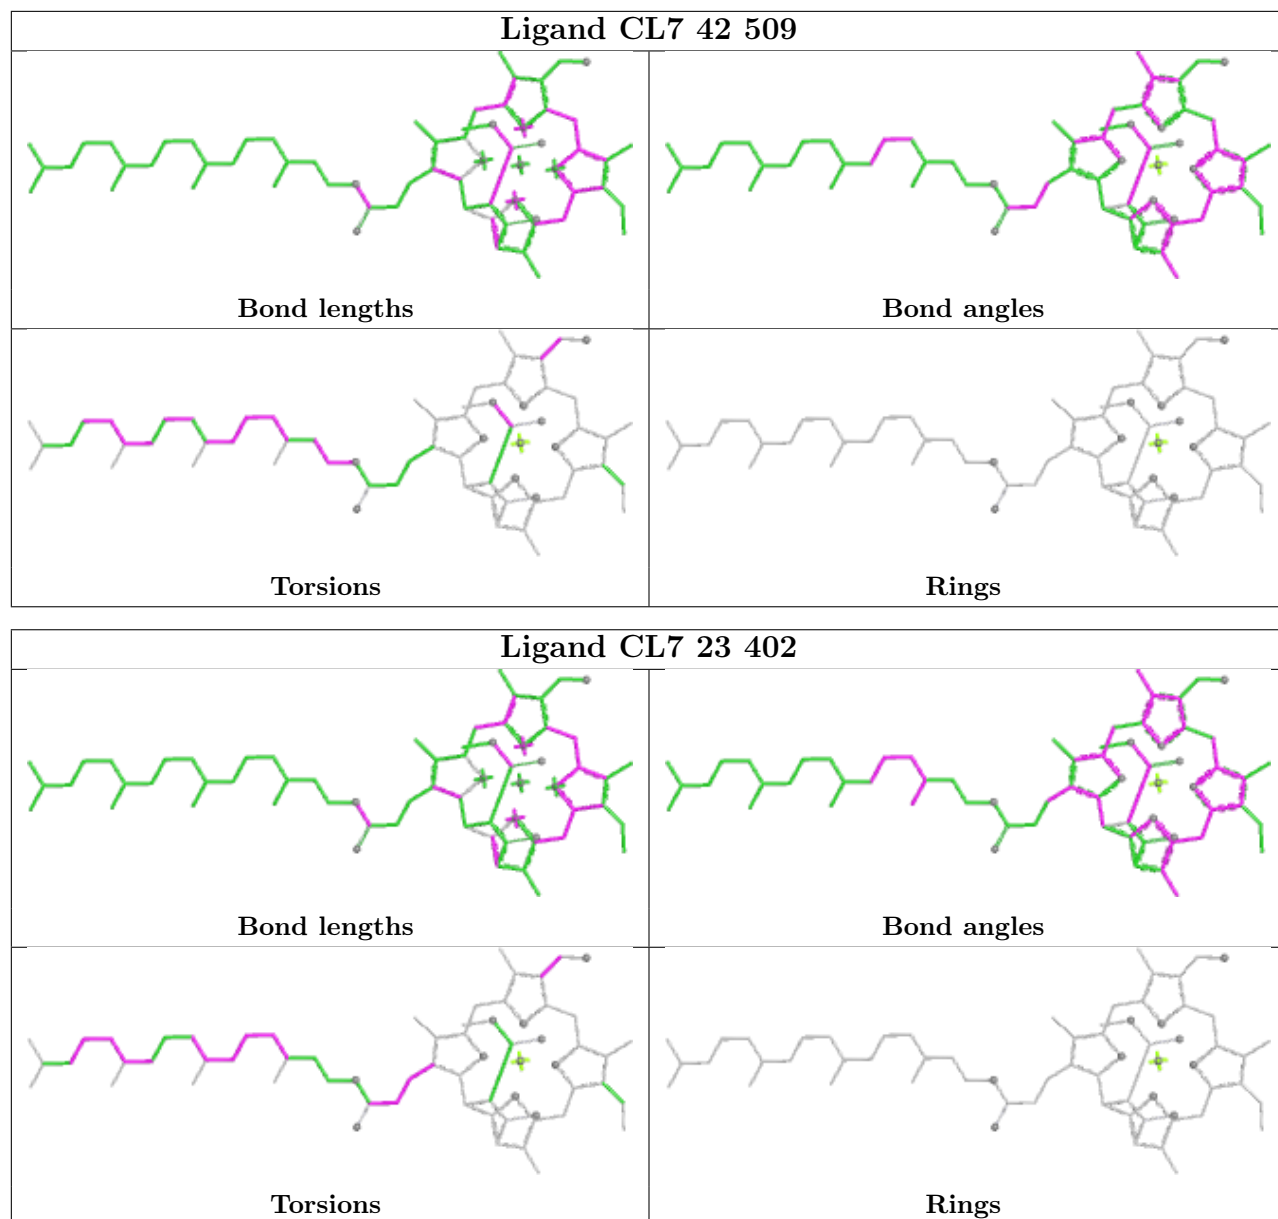 Ligand CL7 42 509
Bond lengths
Bond angles
Torsions
Rings
Ligand CL7 23 402
Bond lengths
Bond angles
Torsions
Rings